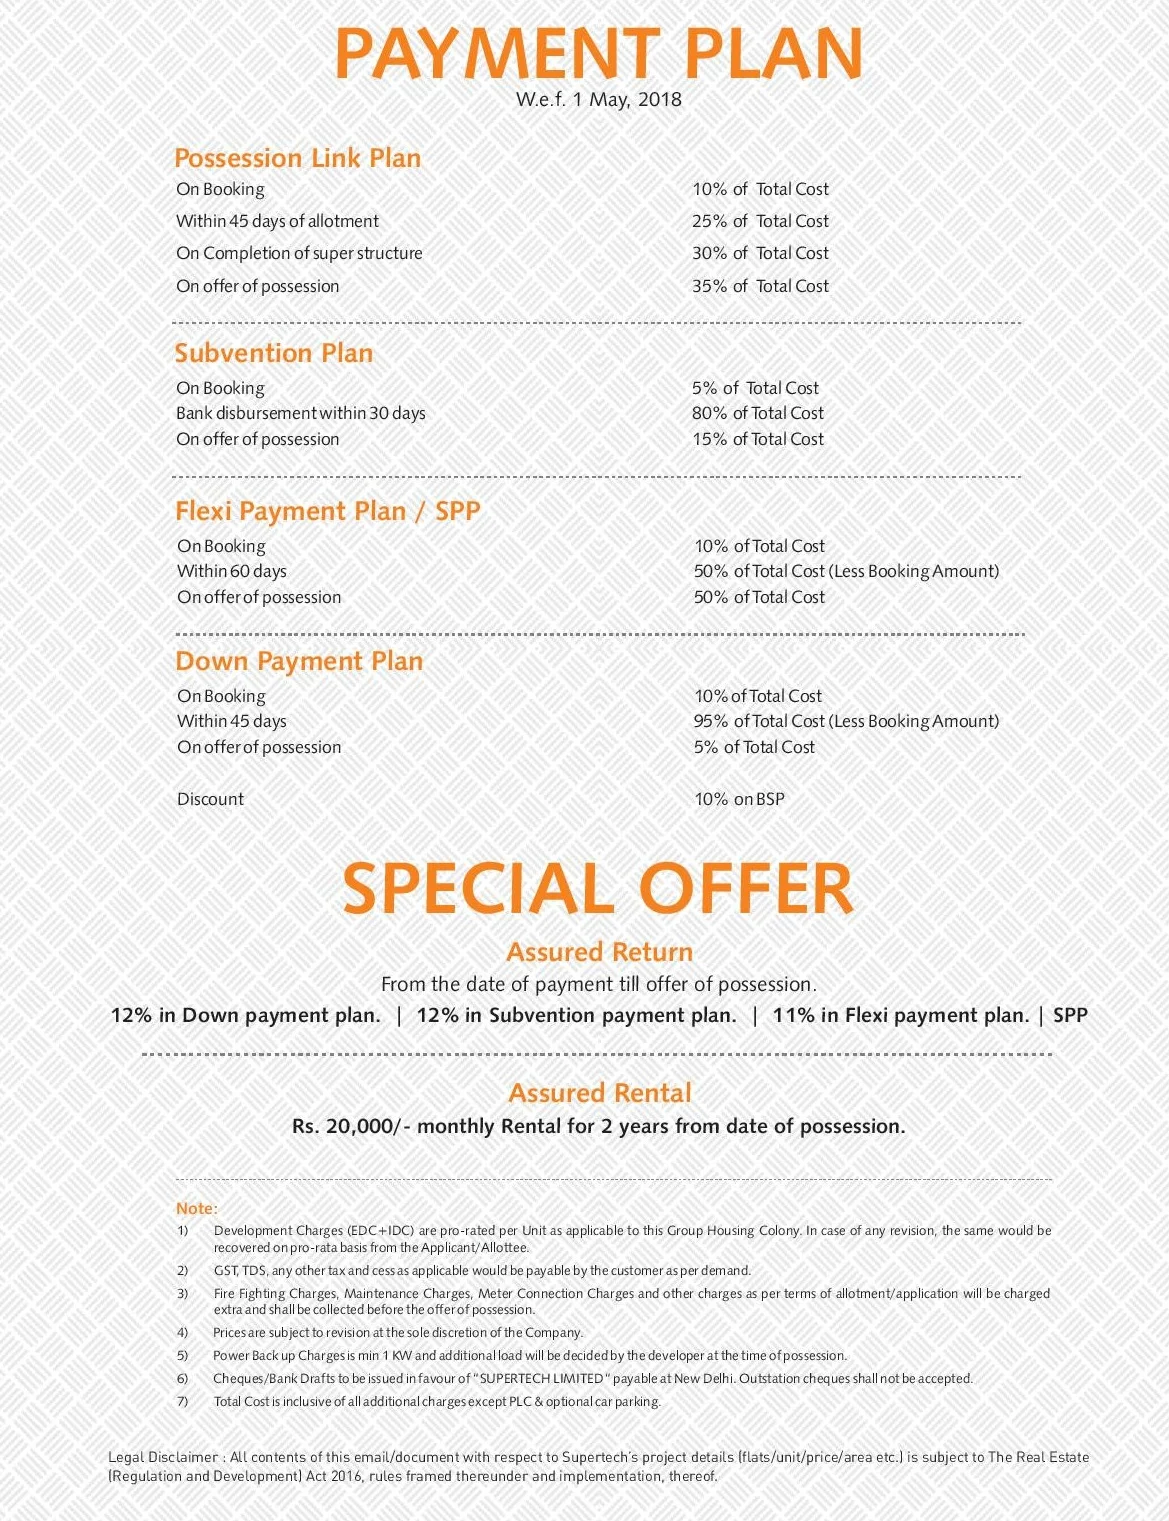 PAYMENT PLAN
W.e.f. 1 May, 2018
Possession Link Plan
On Booking 10% of Total Cost
Within 45 days of allotment 25% of Total Cost
On Completion of super structure 30% of Total Cost
On offer of possession 35% of Total Cost
Subvention Plan
On Booking 5% of Total Cost
Bank disbursement within 30 days 80% of Total Cost
On offer of possession 15% of Total Cost
Flexi Payment Plan / SPP
On Booking 10% of Total Cost
Within 60 days 50% of Total Cost (Less Booking Amount)
On offer of possession 50% of Total Cost
Down Payment Plan
On Booking 10% of Total Cost
Within 45 days 95% of Total Cost (Less Booking Amount)
On offer of possession 5% of Total Cost
Discount 10% on BSP
SPECIAL OFFER
Assured Return
From the date of payment till offer of possession.
12% in Down payment plan. | 12% in Subvention payment plan. | 11% in Flexi payment plan. | SPP
Assured Rental
Rs. 20,000/- monthly Rental for 2 years from date of possession.
Note:
1) Development Charges (EDC+IDC) are pro-rated per Unit as applicable to this Group Housing Colony. In case of any revision, the same would be
recovered on pro-rata basis from the Applicant/Allottee.
2) GST, TDS, any other tax and cess as applicable would be payable by the customer as per demand.
3) Fire Fighting Charges, Maintenance Charges, Meter Connection Charges and other charges as per terms of allotment/application will be charged
extra and shall be collected before the offer of possession.
4) Prices are subject to revision at the sole discretion of the Company.
5) Power Back up Charges is min 1 KW and additional load will be decided by the developer at the time of possession.
6) Cheques/Bank Drafts to be issued in favour of "SUPERTECH LIMITED" payable at New Delhi. Outstation cheques shall not be accepted.
7) Total Cost is inclusive of all additional charges except PLC & optional car parking.
Legal Disclaimer : All contents of this email/document with respect to Supertech's project details (flats/unit/price/area etc.) is subject to The Real Estate
(Regulation and Development) Act 2016, rules framed thereunder and implementation, thereof.